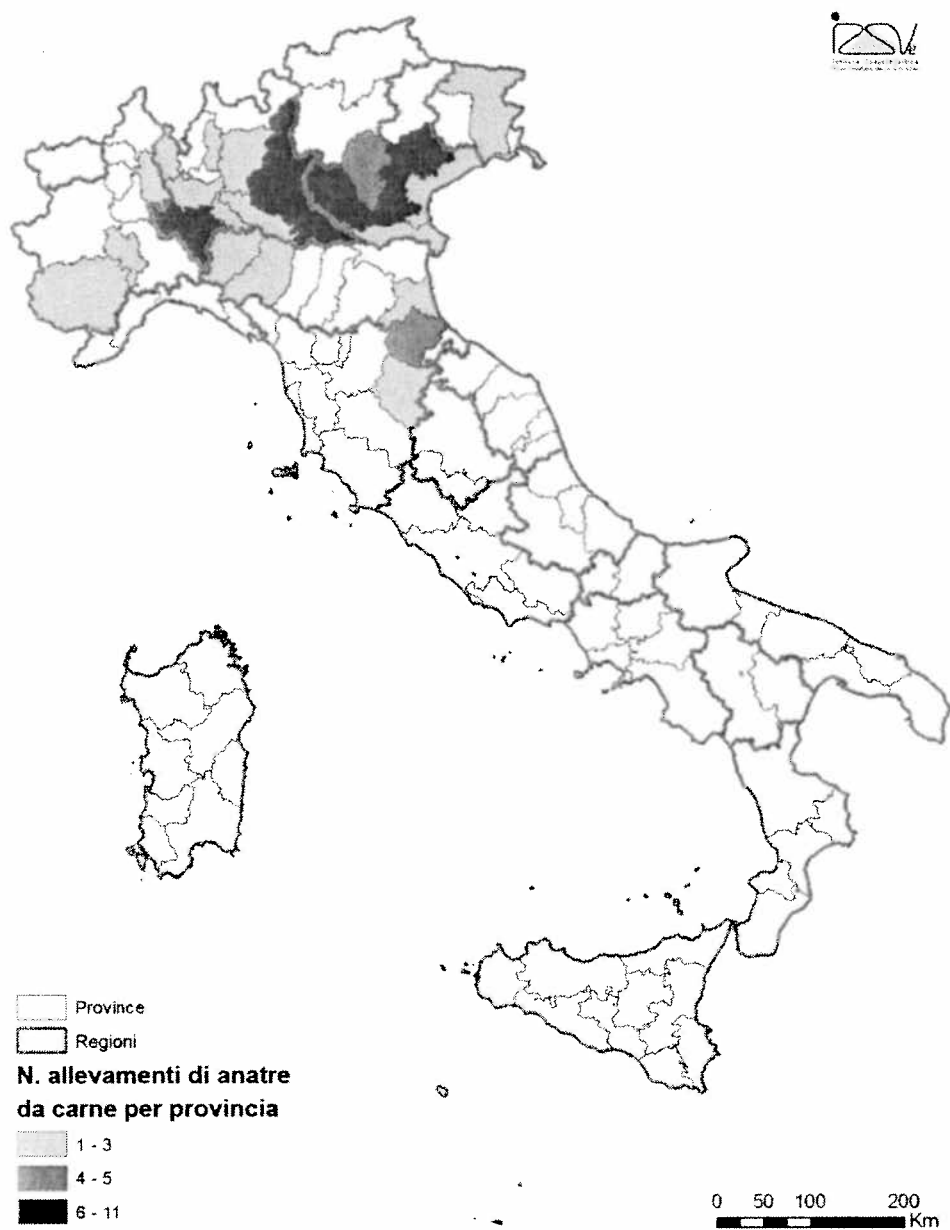 Province
Regioni
N. allevamenti di anatre
da carne per provincia
1 - 3
4 - 5
6 - 11
0 50 100 200
Km